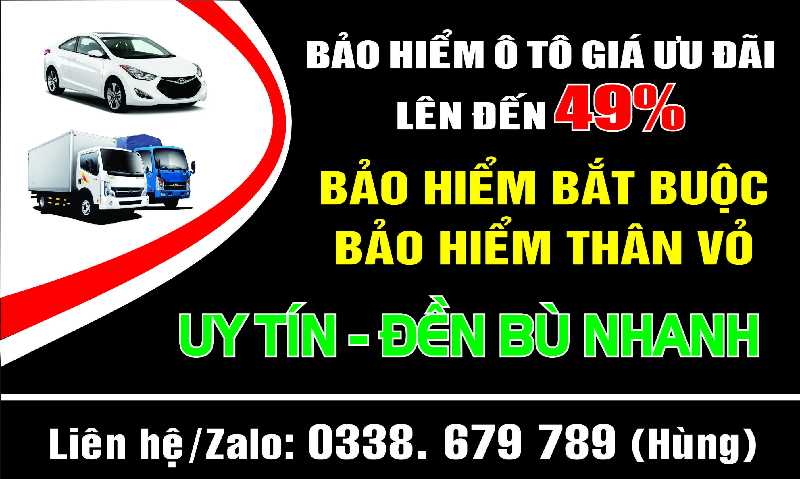 BẢO HIỂM Ô TÔ GIÁ ƯU ĐÃI
LÊN ĐẾN 49%
BẢO HIỂM BẮT BUỘC
BẢO HIỂM THÂN VỎ
UY TÍN - ĐỀN BÙ NHANH
Liên hệ/Zalo: 0338. 679 789 (Hùng)